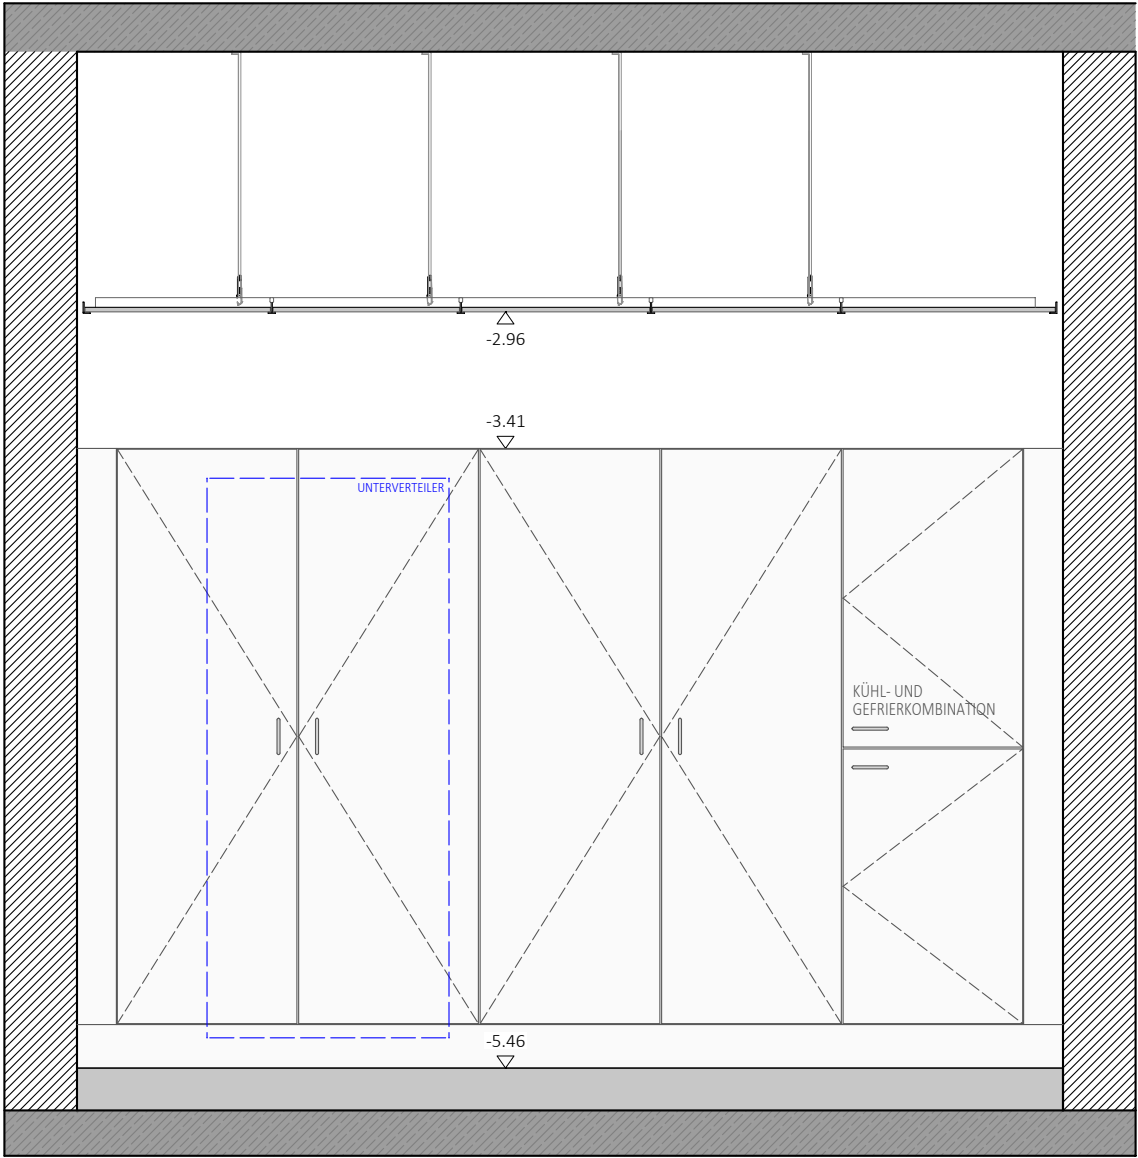 -2.96
-3.41
UNTERVERTEILER
KÜHL- UND
GEFRIERKOMBINATION
-5.46